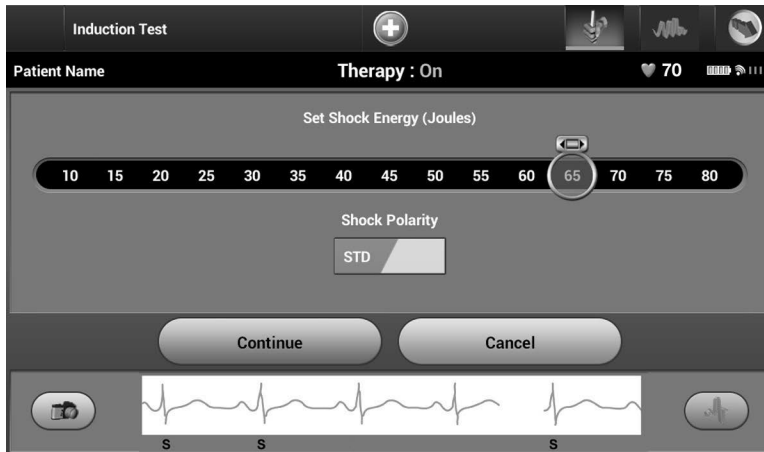 Induction Test
Patient Name Therapy : On 70
Set Shock Energy (Joules)
10 15 20 25 30 35 40 45 50 55 60 65 70 75 80
Shock Polarity
STD
Continue Cancel
S S S